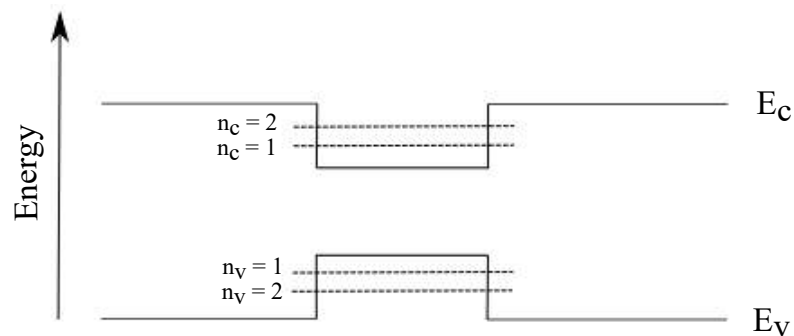 Energy
E_c
n_c = 2
n_c = 1
n_v = 1
n_v = 2
E_v